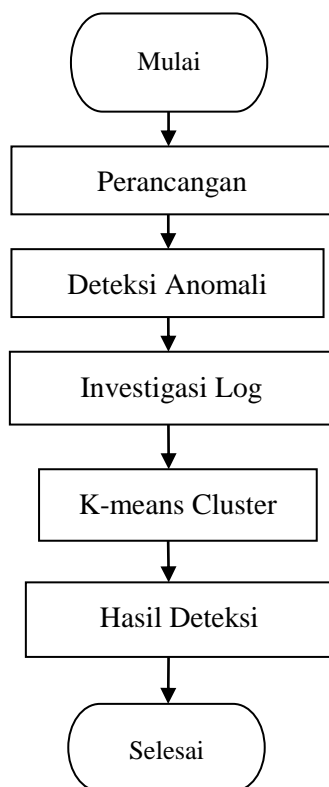 Mulai
Perancangan
Deteksi Anomali
Investigasi Log
K-means Cluster
Hasil Deteksi
Selesai